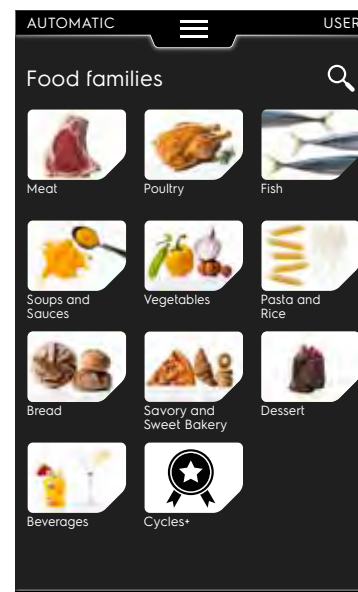 AUTOMATIC USER
Food families
Meat Poultry Fish
Soups and Sauces Vegetables Pasta and Rice
Bread Savory and Sweet Bakery Dessert
Beverages Cycles+